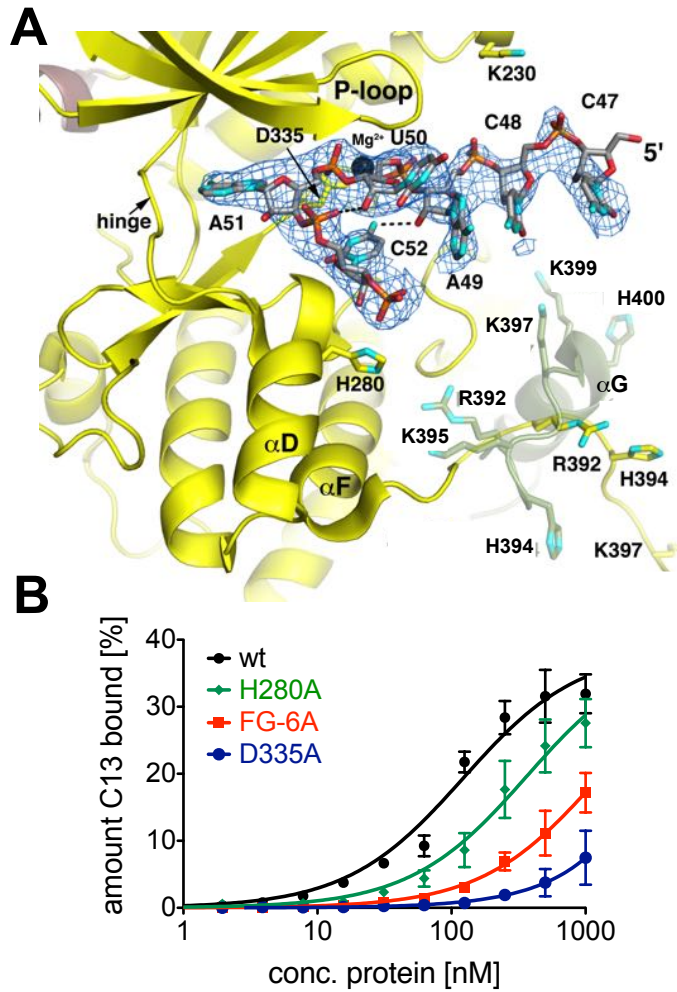 A
K230
P-loop
C47
C48
D335
Mg2+ U50
5'
hinge
A51
C52
A49
K399
H400
K397
H280
αG
R392
αD
K395
R392
H394
αF
H394
K397
B
amount C13 bound [%]
40
30
20
10
0
wt
H280A
FG-6A
D335A
1
10
100
1000
conc. protein [nM]